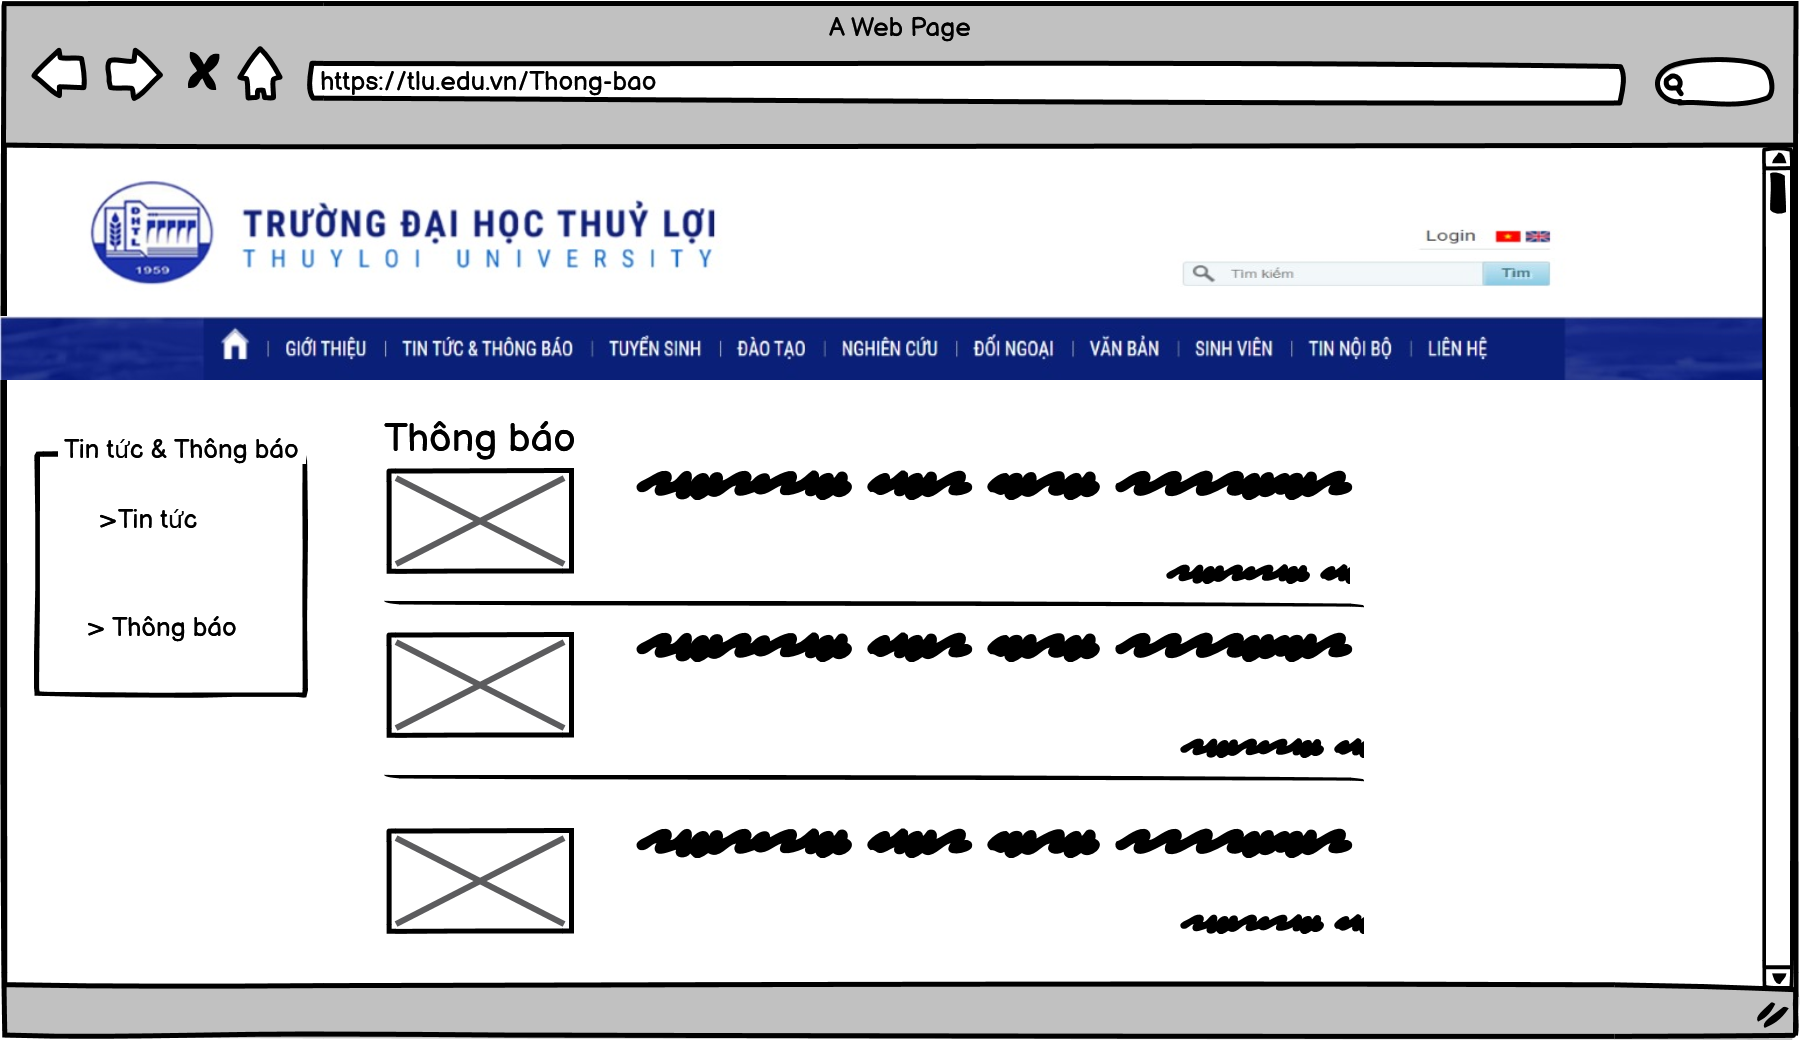 A Web Page
https://tlu.edu.vn/Thong-bao
ĐHTL
1959
TRƯỜNG ĐẠI HỌC THUỶ LỢI
THUYLOI UNIVERSITY
Login
Tìm kiếm
Tìm
GIỚI THIỆU | TIN TỨC & THÔNG BÁO | TUYỂN SINH | ĐÀO TẠO | NGHIÊN CỨU | ĐỐI NGOẠI | VĂN BẢN | SINH VIÊN | TIN NỘI BỘ | LIÊN HỆ
Tin tức & Thông báo
>Tin tức
> Thông báo
Thông báo